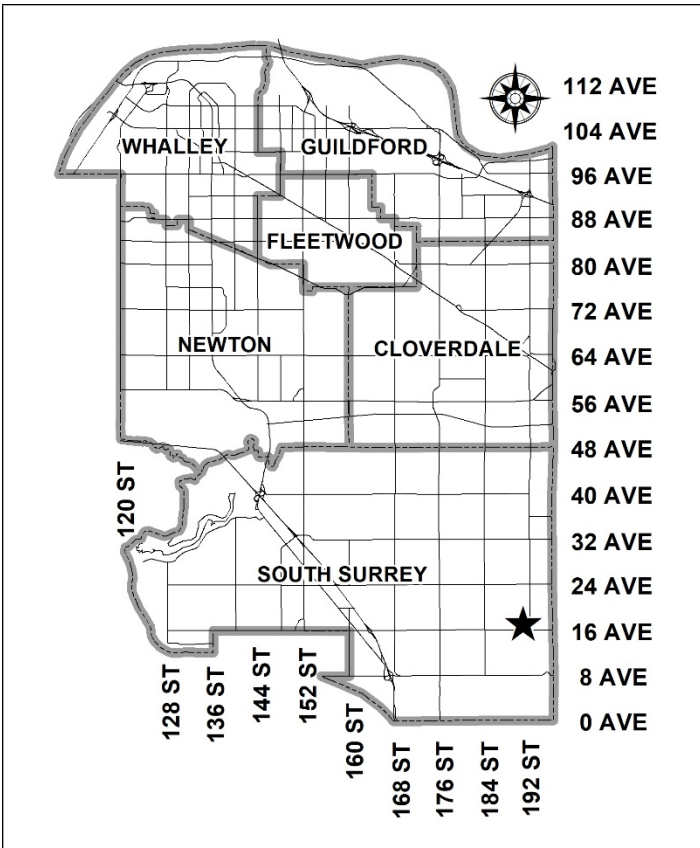 112 AVE
104 AVE
WHALLEY
GUILDFORD
96 AVE
88 AVE
FLEETWOOD
80 AVE
72 AVE
NEWTON
CLOVERDALE
64 AVE
56 AVE
48 AVE
120 ST
40 AVE
32 AVE
SOUTH SURREY
24 AVE
16 AVE
8 AVE
0 AVE
128 ST
136 ST
144 ST
152 ST
160 ST
168 ST
176 ST
184 ST
192 ST